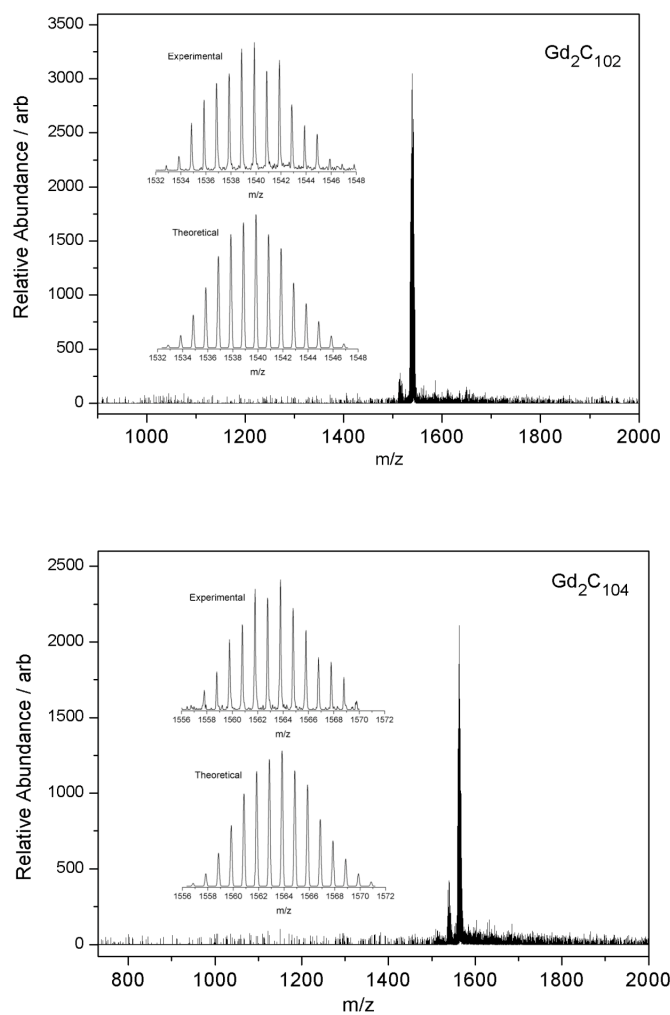 3500
3000
2500
2000
1500
1000
500
0
Relative Abundance / arb
Gd2C102
Experimental
1532 1534 1536 1538 1540 1542 1544 1546 1548
m/z
Theoretical
1532 1534 1536 1538 1540 1542 1544 1546 1548
m/z
1000 1200 1400 1600 1800 2000
m/z
2500
2000
1500
1000
500
0
Relative Abundance / arb
Gd2C104
Experimental
1556 1558 1560 1562 1564 1566 1568 1570 1572
m/z
Theoretical
1556 1558 1560 1562 1564 1566 1568 1570 1572
m/z
800 1000 1200 1400 1600 1800 2000
m/z